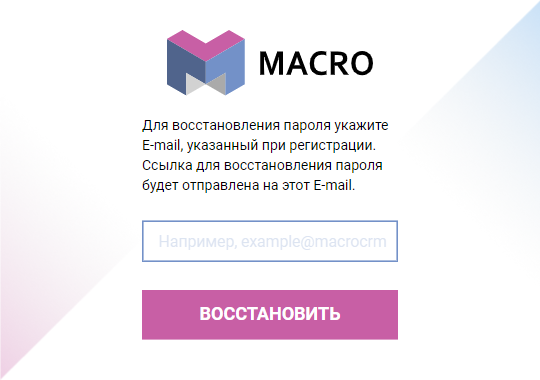 MACRO
Для восстановления пароля укажите
E-mail, указанный при регистрации.
Ссылка для восстановления пароля
будет отправлена на этот E-mail.
Например, example@macrocrm
ВОССТАНОВИТЬ